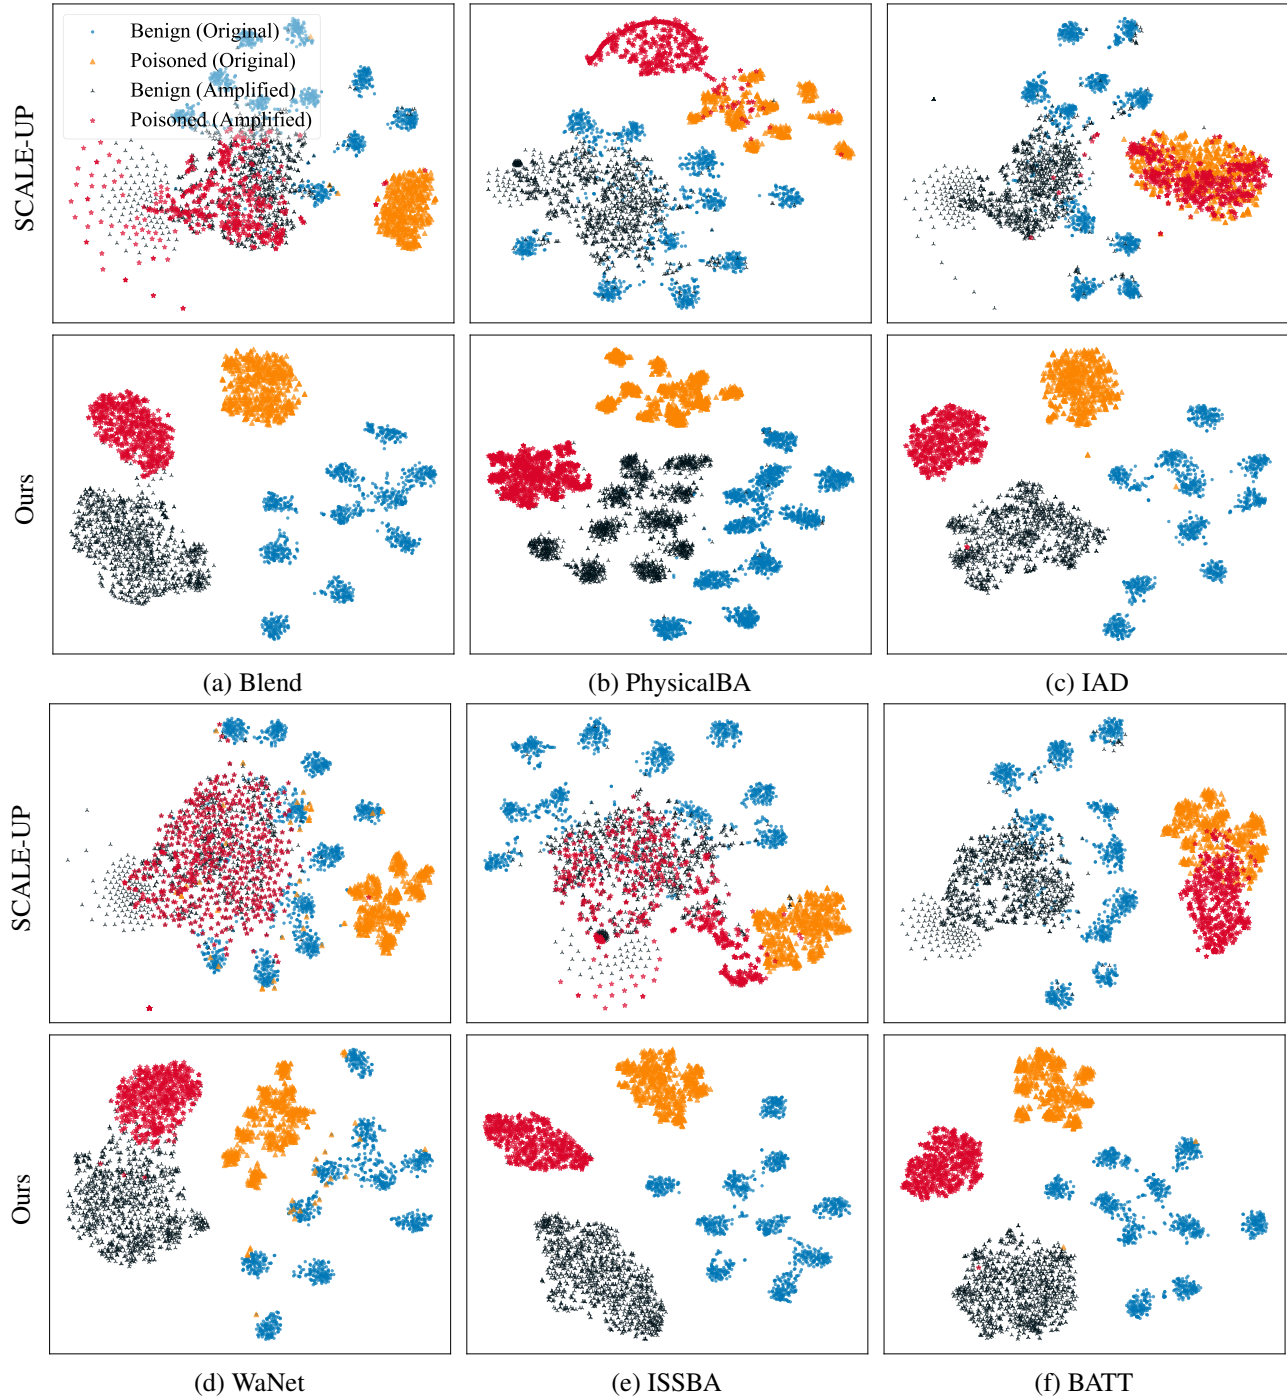 Benign (Original)
Poisoned (Original)
Benign (Amplified)
Poisoned (Amplified)
SCALE-UP
Ours
(a) Blend
(b) PhysicalBA
(c) IAD
SCALE-UP
Ours
(d) WaNet
(e) ISSBA
(f) BATT